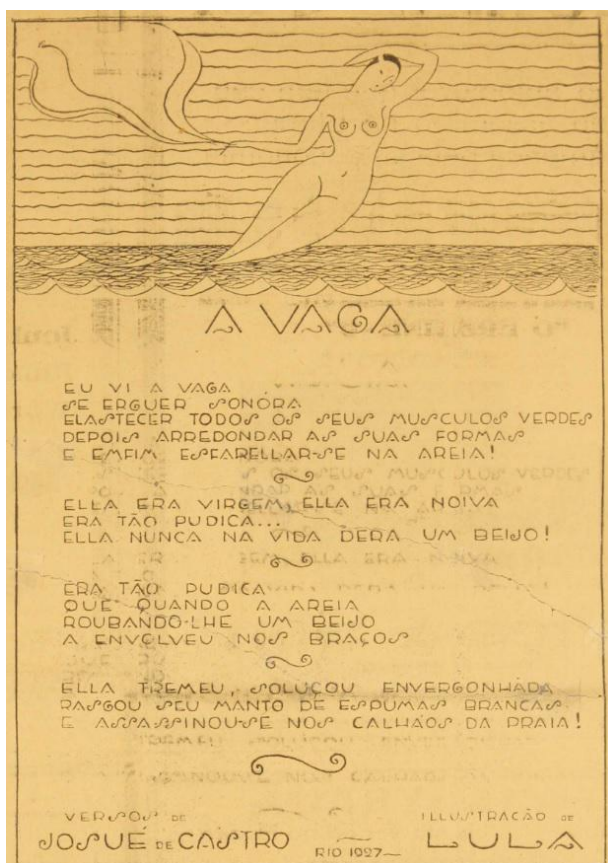 A VAGA
EU VI A VAGA
SE ERGUER SONÓRA
ELASTECER TODOS OS SEUS MUSCULOS VERDES
DEPOIS ARREDONDAR AS SUAS FORMAS
E EMFIM ESFARELLAR-SE NA AREIA!
ELLA ERA VIRGEM, ELLA ERA NOIVA
ERA TÃO PUDICA...
ELLA NUNCA NA VIDA DERA UM BEIJO!
ERA TÃO PUDICA
QUE QUANDO A AREIA
ROUBANDO-LHE UM BEIJO
A ENVOLVEU NOS BRAÇOS
ELLA TREMEU, SOLUÇOU ENVERGONHÁDA
RASGOU SEU MANTO DE ESPUMAS BRANCAS
E ASSASSINOU-SE NOS CALHÁOS DA PRAIA!
VERSOS DE
JOSUÉ DE CASTRO
RIO 1927
ILLUSTRAÇÃO DE
LULA